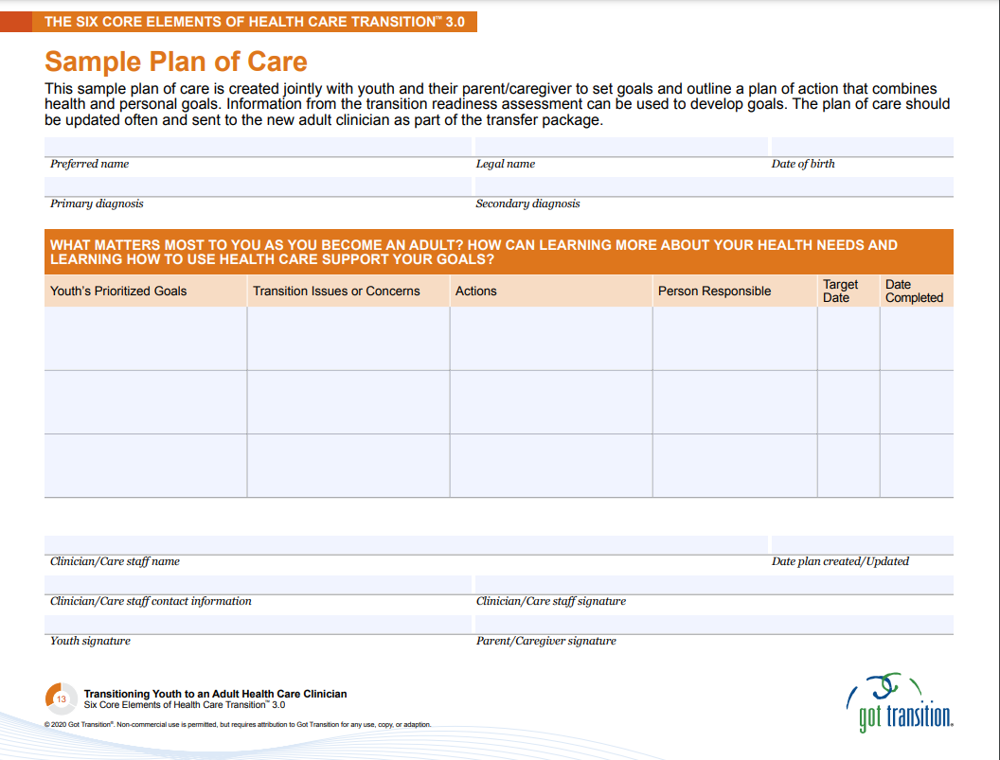 THE SIX CORE ELEMENTS OF HEALTH CARE TRANSITION™ 3.0
Sample Plan of Care
This sample plan of care is created jointly with youth and their parent/caregiver to set goals and outline a plan of action that combines
health and personal goals. Information from the transition readiness assessment can be used to develop goals. The plan of care should
be updated often and sent to the new adult clinician as part of the transfer package.
Preferred name Legal name Date of birth
Primary diagnosis Secondary diagnosis
WHAT MATTERS MOST TO YOU AS YOU BECOME AN ADULT? HOW CAN LEARNING MORE ABOUT YOUR HEALTH NEEDS AND
LEARNING HOW TO USE HEALTH CARE SUPPORT YOUR GOALS?
Youth's Prioritized Goals Transition Issues or Concerns Actions Person Responsible Target Date Date Completed
Clinician/Care staff name Date plan created/Updated
Clinician/Care staff contact information Clinician/Care staff signature
Youth signature Parent/Caregiver signature
13 Transitioning Youth to an Adult Health Care Clinician
Six Core Elements of Health Care Transition™ 3.0
© 2020 Got Transition®. Non-commercial use is permitted, but requires attribution to Got Transition for any use, copy, or adaption.
got transition®